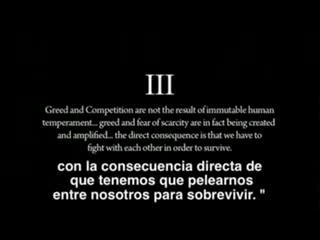 III
Greed and Competition are not the result of immutable human
temperament... greed and fear of scarcity are in fact being created
and amplified... the direct consequence is that we have to
fight with each other in order to survive.
con la consecuencia directa de
que tenemos que pelearnos
entre nosotros para sobrevivir. "